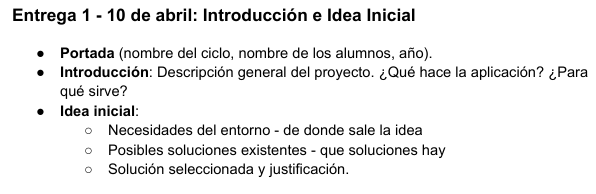 Entrega 1 - 10 de abril: Introducción e Idea Inicial
● Portada (nombre del ciclo, nombre de los alumnos, año).
● Introducción: Descripción general del proyecto. ¿Qué hace la aplicación? ¿Para
qué sirve?
● Idea inicial:
○ Necesidades del entorno - de donde sale la idea
○ Posibles soluciones existentes - que soluciones hay
○ Solución seleccionada y justificación.